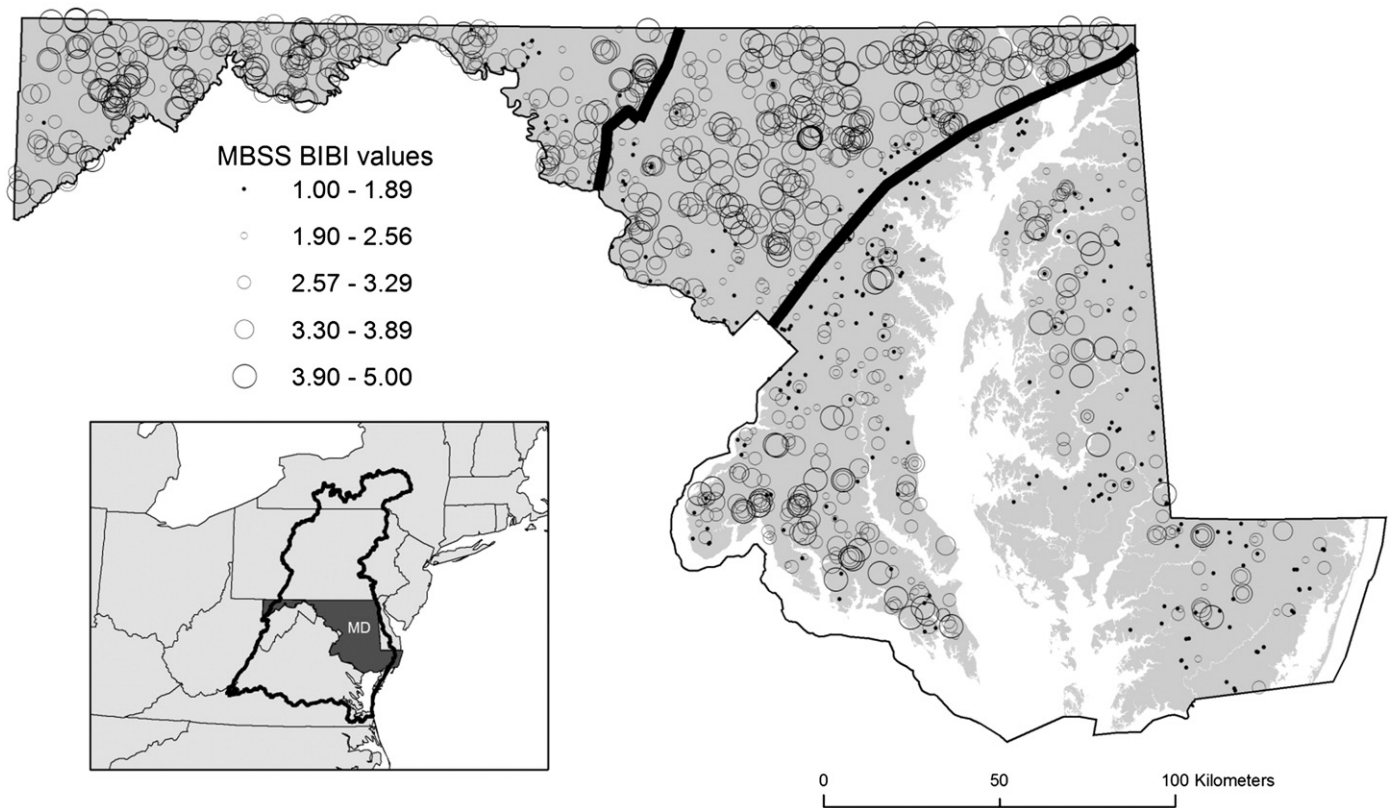 MBSS BIBI values
1.00 - 1.89
1.90 - 2.56
2.57 - 3.29
3.30 - 3.89
3.90 - 5.00
MD
0 50 100 Kilometers